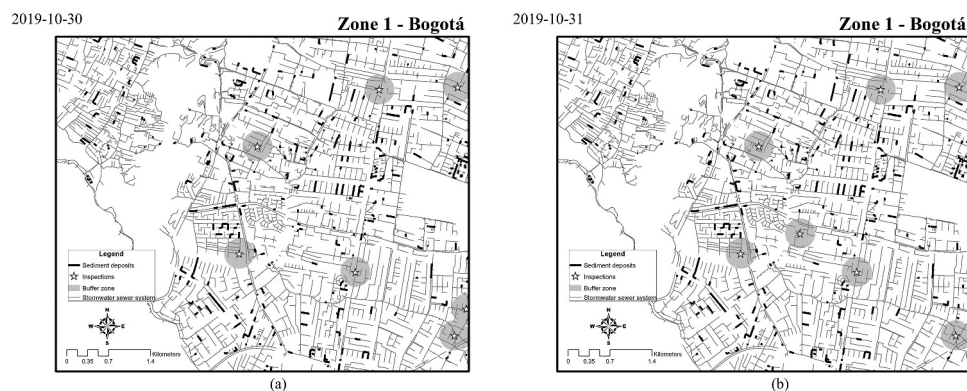 2019-10-30
Zone 1 - Bogotá
Legend
Sediment deposits
Inspections
Buffer zone
Stormwater sewer system
N
W E
S
Kilometers
0 0.35 0.7 1.4
(a)
2019-10-31
Zone 1 - Bogotá
Legend
Sediment deposits
Inspections
Buffer zone
Stormwater sewer system
N
W E
S
Kilometers
0 0.35 0.7 1.4
(b)